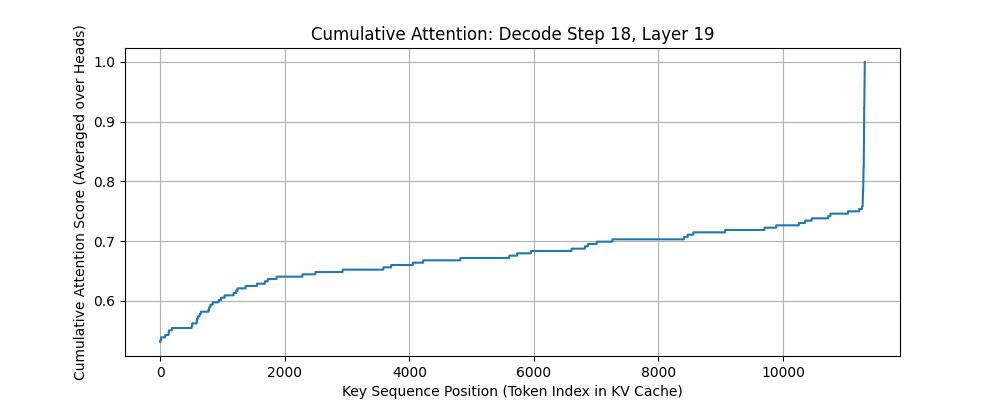 Cumulative Attention: Decode Step 18, Layer 19
Cumulative Attention Score (Averaged over Heads)
1.0
0.9
0.8
0.7
0.6
0 2000 4000 6000 8000 10000
Key Sequence Position (Token Index in KV Cache)